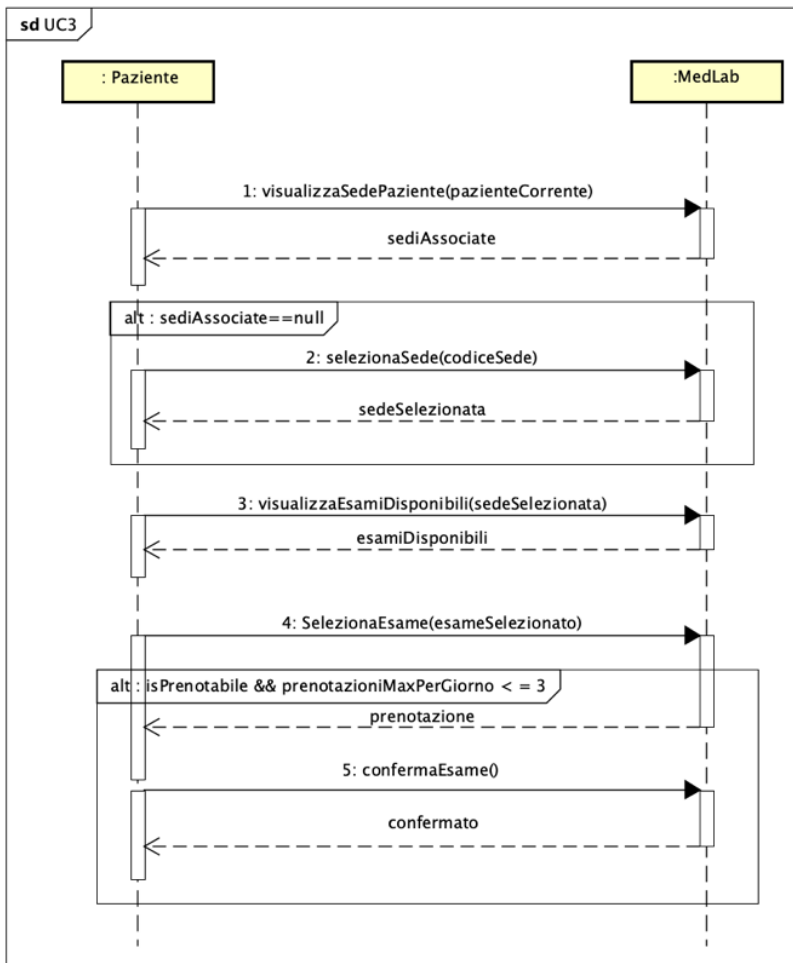 sd UC3
: Paziente
:MedLab
1: visualizzaSedePaziente(pazienteCorrente)
sediAssociate
alt : sediAssociate==null
2: selezionaSede(codiceSede)
sedeSelezionata
3: visualizzaEsamiDisponibili(sedeSelezionata)
esamiDisponibili
4: SelezionaEsame(esameSelezionato)
alt : isPrenotabile && prenotazioniMaxPerGiorno < = 3
prenotazione
5: confermaEsame()
confermato